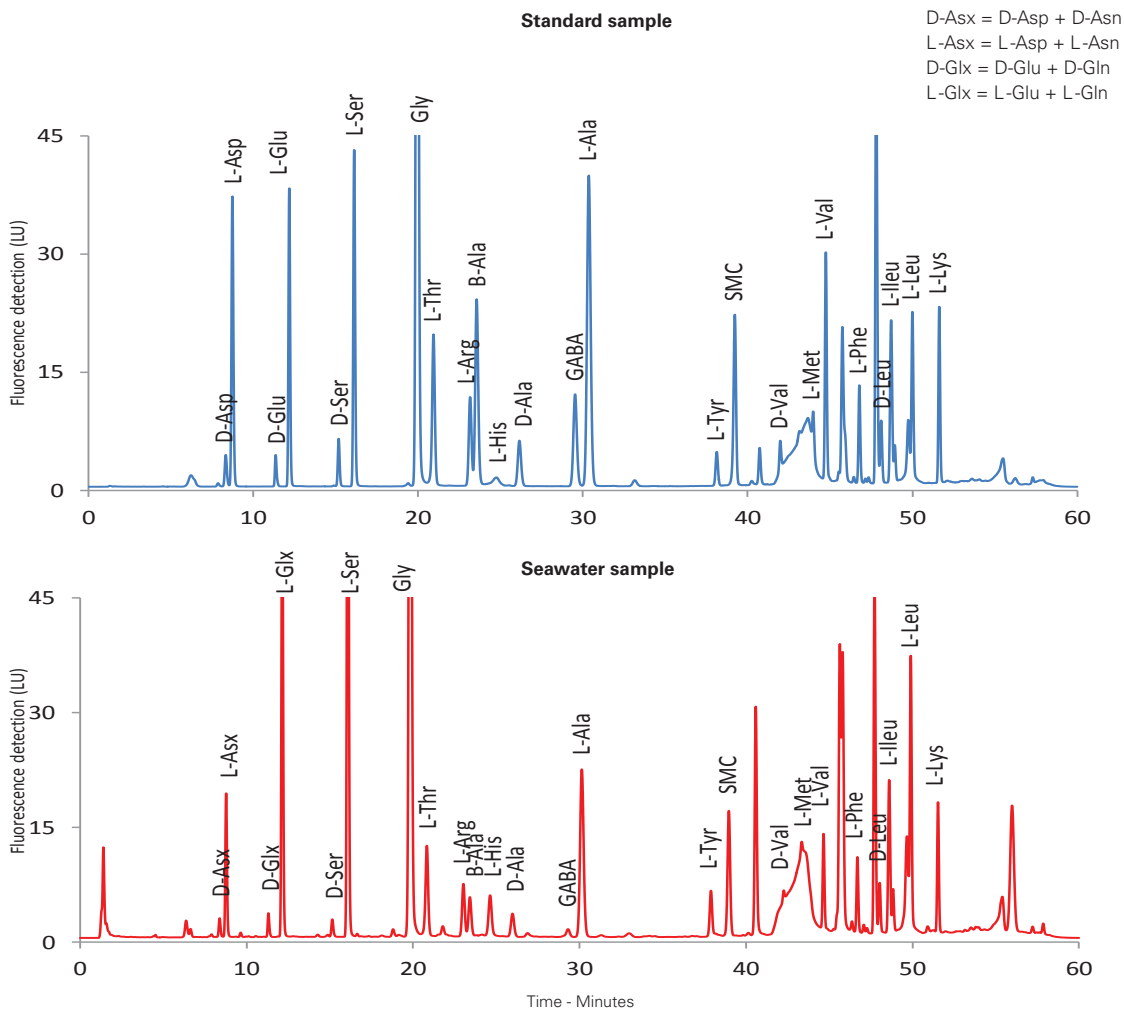 Standard sample
D-Asx = D-Asp + D-Asn
L-Asx = L-Asp + L-Asn
D-Glx = D-Glu + D-Gln
L-Glx = L-Glu + L-Gln
Fluorescence detection (LU)
45
30
15
0
D-Asp
L-Asp
D-Glu
L-Glu
D-Ser
L-Ser
Gly
L-Thr
L-Arg
B-Ala
L-His
D-Ala
GABA
L-Ala
L-Tyr
SMC
D-Val
L-Met
L-Val
L-Phe
D-Leu
L-Ileu
L-Leu
L-Lys
0 10 20 30 40 50 60
Seawater sample
Fluorescence detection (LU)
45
30
15
0
D-Asx
L-Asx
D-Glx
L-Glx
D-Ser
L-Ser
Gly
L-Thr
L-Arg
B-Ala
L-His
D-Ala
GABA
L-Ala
L-Tyr
SMC
D-Val
L-Met
L-Val
L-Phe
D-Leu
L-Ileu
L-Leu
L-Lys
0 10 20 30 40 50 60
Time - Minutes